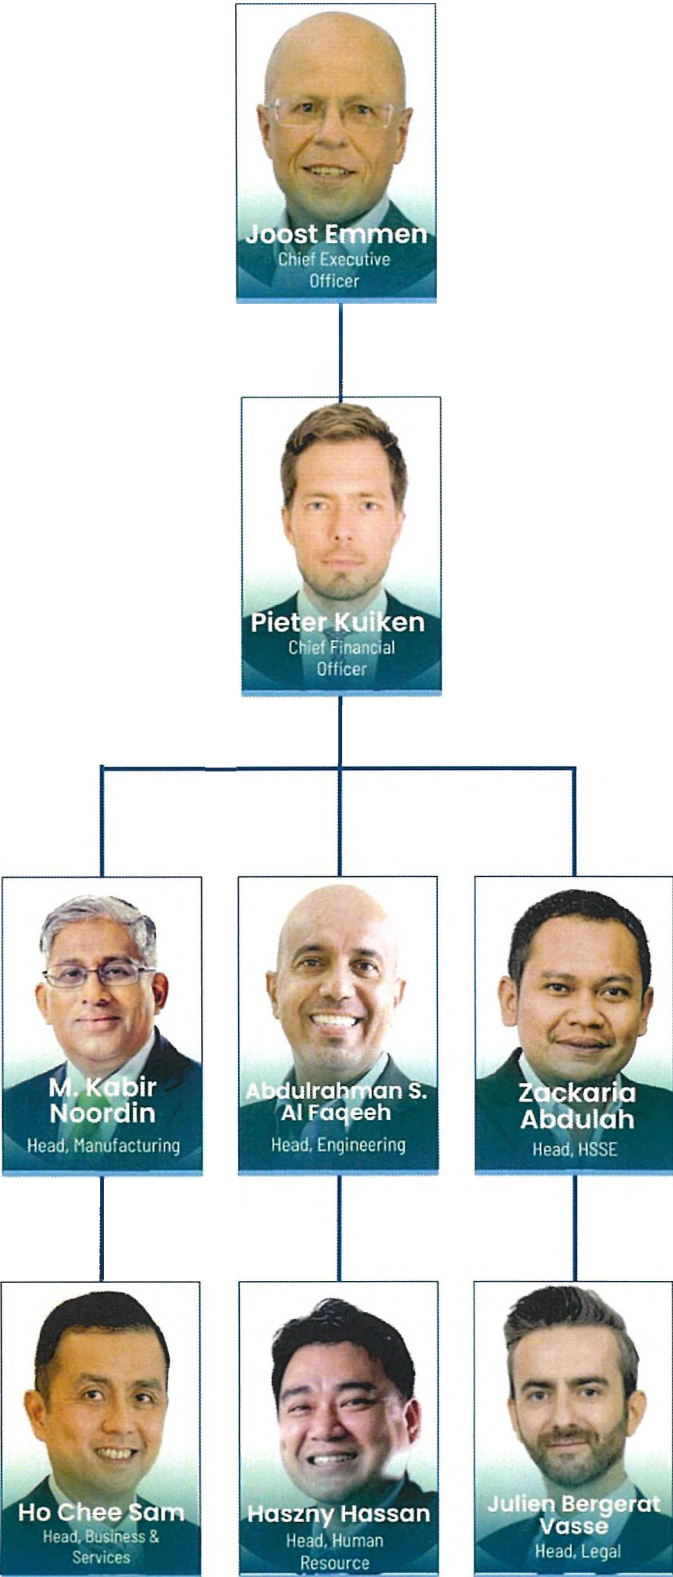 Joost Emmen
Chief Executive
Officer
Pieter Kuiken
Chief Financial
Officer
M. Kabir
Noordin
Head, Manufacturing
Abdulrahman S.
Al Faqeeh
Head, Engineering
Zackaria
Abdulah
Head, HSSE
Ho Chee Sam
Head, Business &
Services
Haszny Hassan
Head, Human
Resource
Julien Bergerat
Vasse
Head, Legal